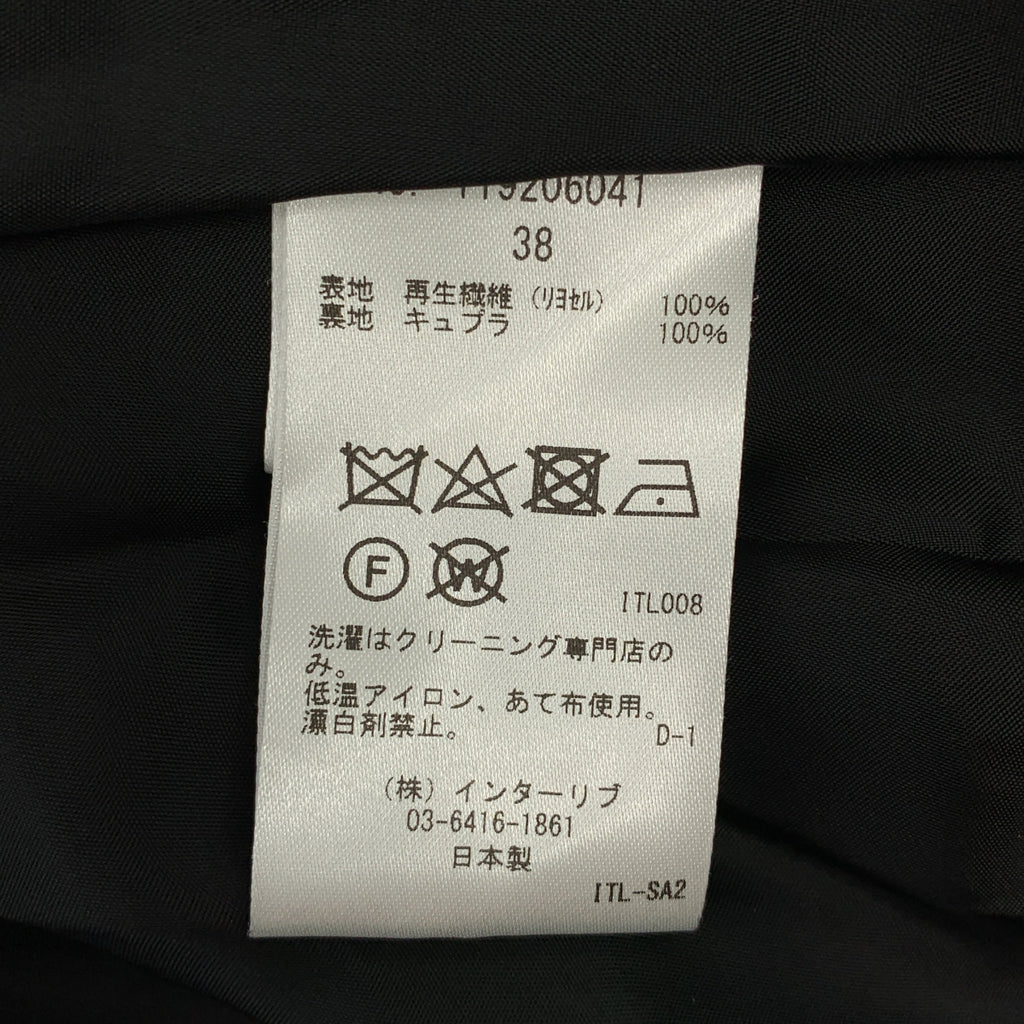 119206041
38
表地 再生繊維 (リヨセル) 100%
裏地 キュプラ 100%
F
W
ITL008
洗濯はクリーニング専門店の
み。
低温アイロン、あて布使用。
漂白剤禁止。
D-1
(株) インターリブ
03-6416-1861
日本製
ITL-SA2